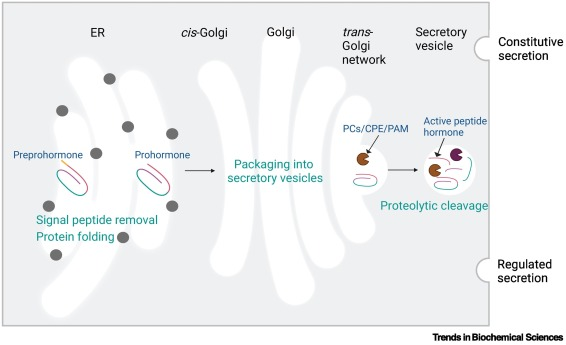 ER
cis-Golgi
Golgi
trans-
Golgi
network
Secretory
vesicle
Constitutive
secretion
Preprohormone
Prohormone
PCs/CPE/PAM
Active peptide
hormone
Packaging into
secretory vesicles
Signal peptide removal
Protein folding
Proteolytic cleavage
Regulated
secretion
Trends in Biochemical Sciences